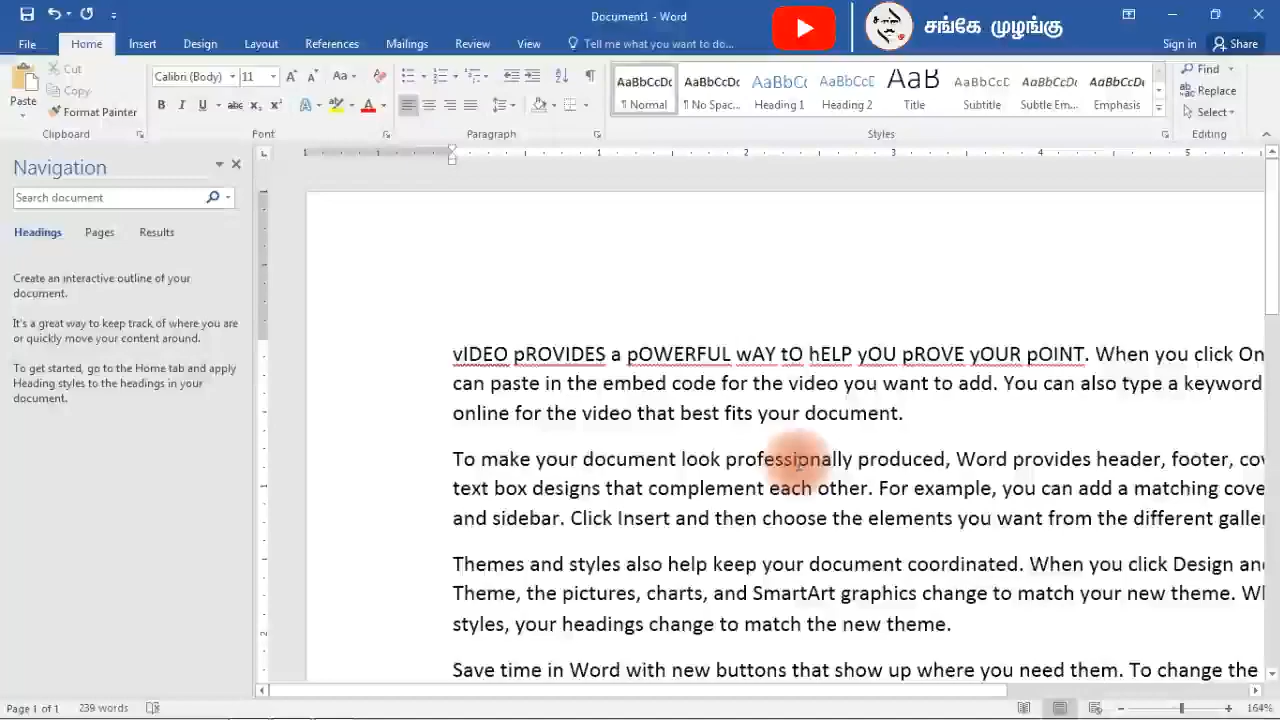 Document1 - Word
சங்கே முழங்கு
File Home Insert Design Layout References Mailings Review View Tell me what you want to do... Sign in Share
Cut
Copy
Format Painter
Paste
Clipboard
Calibri (Body) 11
Font
Paragraph
AaBbCcDc AaBbCcDc AaBbCc AaBbCcD AaB AaBbCcD AaBbCcDc AaBbCcDc
¶ Normal ¶ No Spac... Heading 1 Heading 2 Title Subtitle Subtle Em... Emphasis
Styles
Find
Replace
Select
Editing
Navigation
Search document
Headings Pages Results
Create an interactive outline of your
document.
It's a great way to keep track of where you are
or quickly move your content around.
To get started, go to the Home tab and apply
Heading styles to the headings in your
document.
1 1 2 3 4 5
vIDEO pROVIDES a pOWERFUL wAY tO hELP yOU pROVE yOUR pOINT. When you click On
can paste in the embed code for the video you want to add. You can also type a keyword
online for the video that best fits your document.
To make your document look professionally produced, Word provides header, footer, cov
text box designs that complement each other. For example, you can add a matching cove
and sidebar. Click Insert and then choose the elements you want from the different galle
Themes and styles also help keep your document coordinated. When you click Design an
Theme, the pictures, charts, and SmartArt graphics change to match your new theme. W
styles, your headings change to match the new theme.
Save time in Word with new buttons that show up where you need them. To change the
Page 1 of 1 239 words 164%